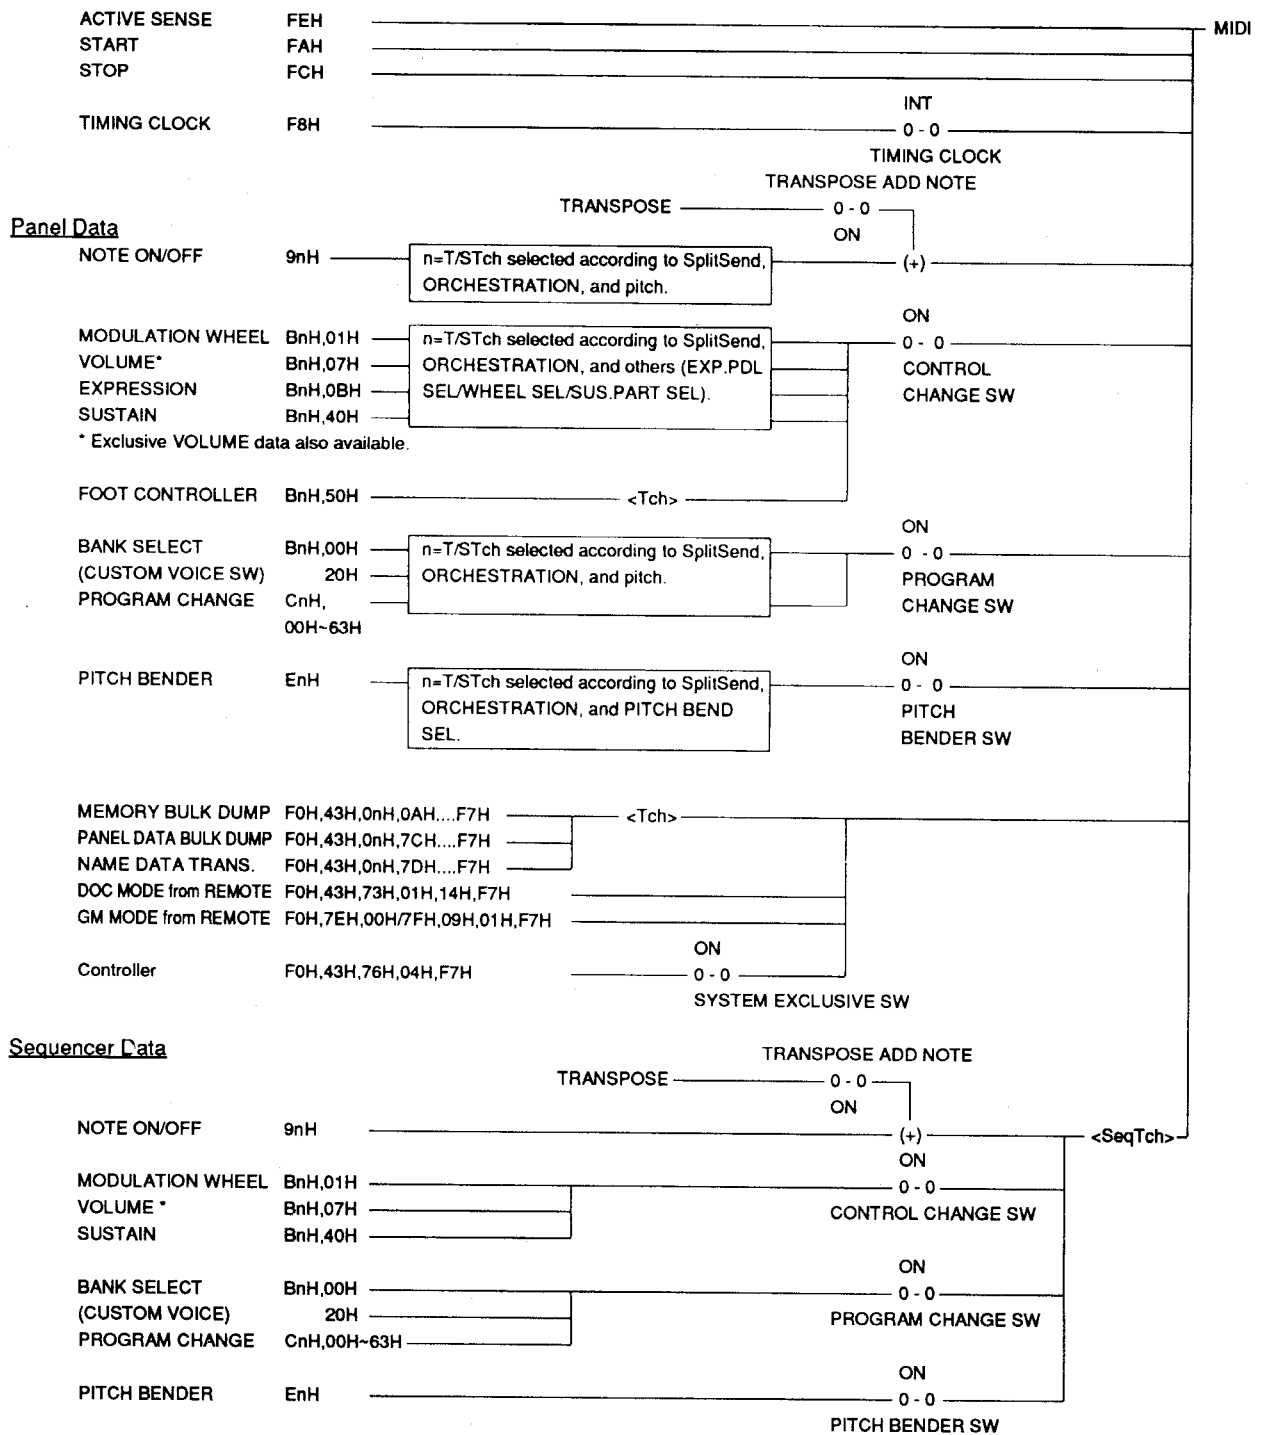 ACTIVE SENSE FEH MIDI
START FAH
STOP FCH
INT
TIMING CLOCK F8H 0 - 0
TIMING CLOCK
TRANSPOSE ADD NOTE
TRANSPOSE 0 - 0
Panel Data
ON
NOTE ON/OFF 9nH n=T/STch selected according to SplitSend, (+)
ORCHESTRATION, and pitch.
ON
MODULATION WHEEL BnH,01H n=T/STch selected according to SplitSend, 0 - 0
VOLUME* BnH,07H ORCHESTRATION, and others (EXP.PDL CONTROL
EXPRESSION BnH,0BH SEL/WHEEL SEL/SUS.PART SEL). CHANGE SW
SUSTAIN BnH,40H
* Exclusive VOLUME data also available.
FOOT CONTROLLER BnH,50H <Tch>
ON
BANK SELECT BnH,00H n=T/STch selected according to SplitSend, 0 - 0
(CUSTOM VOICE SW) 20H ORCHESTRATION, and pitch. PROGRAM
PROGRAM CHANGE CnH, CHANGE SW
00H~63H
ON
PITCH BENDER EnH n=T/STch selected according to SplitSend, 0 - 0
ORCHESTRATION, and PITCH BEND PITCH
SEL. BENDER SW
MEMORY BULK DUMP F0H,43H,0nH,0AH....F7H <Tch>
PANEL DATA BULK DUMP F0H,43H,0nH,7CH....F7H
NAME DATA TRANS. F0H,43H,0nH,7DH....F7H
DOC MODE from REMOTE F0H,43H,73H,01H,14H,F7H
GM MODE from REMOTE F0H,7EH,00H/7FH,09H,01H,F7H
ON
Controller F0H,43H,76H,04H,F7H 0 - 0
SYSTEM EXCLUSIVE SW
Sequencer Data
TRANSPOSE ADD NOTE
TRANSPOSE 0 - 0
ON
NOTE ON/OFF 9nH (+) <SeqTch>
ON
MODULATION WHEEL BnH,01H 0 - 0
VOLUME * BnH,07H CONTROL CHANGE SW
SUSTAIN BnH,40H
ON
BANK SELECT BnH,00H 0 - 0
(CUSTOM VOICE) 20H PROGRAM CHANGE SW
PROGRAM CHANGE CnH,00H~63H
ON
PITCH BENDER EnH 0 - 0
PITCH BENDER SW